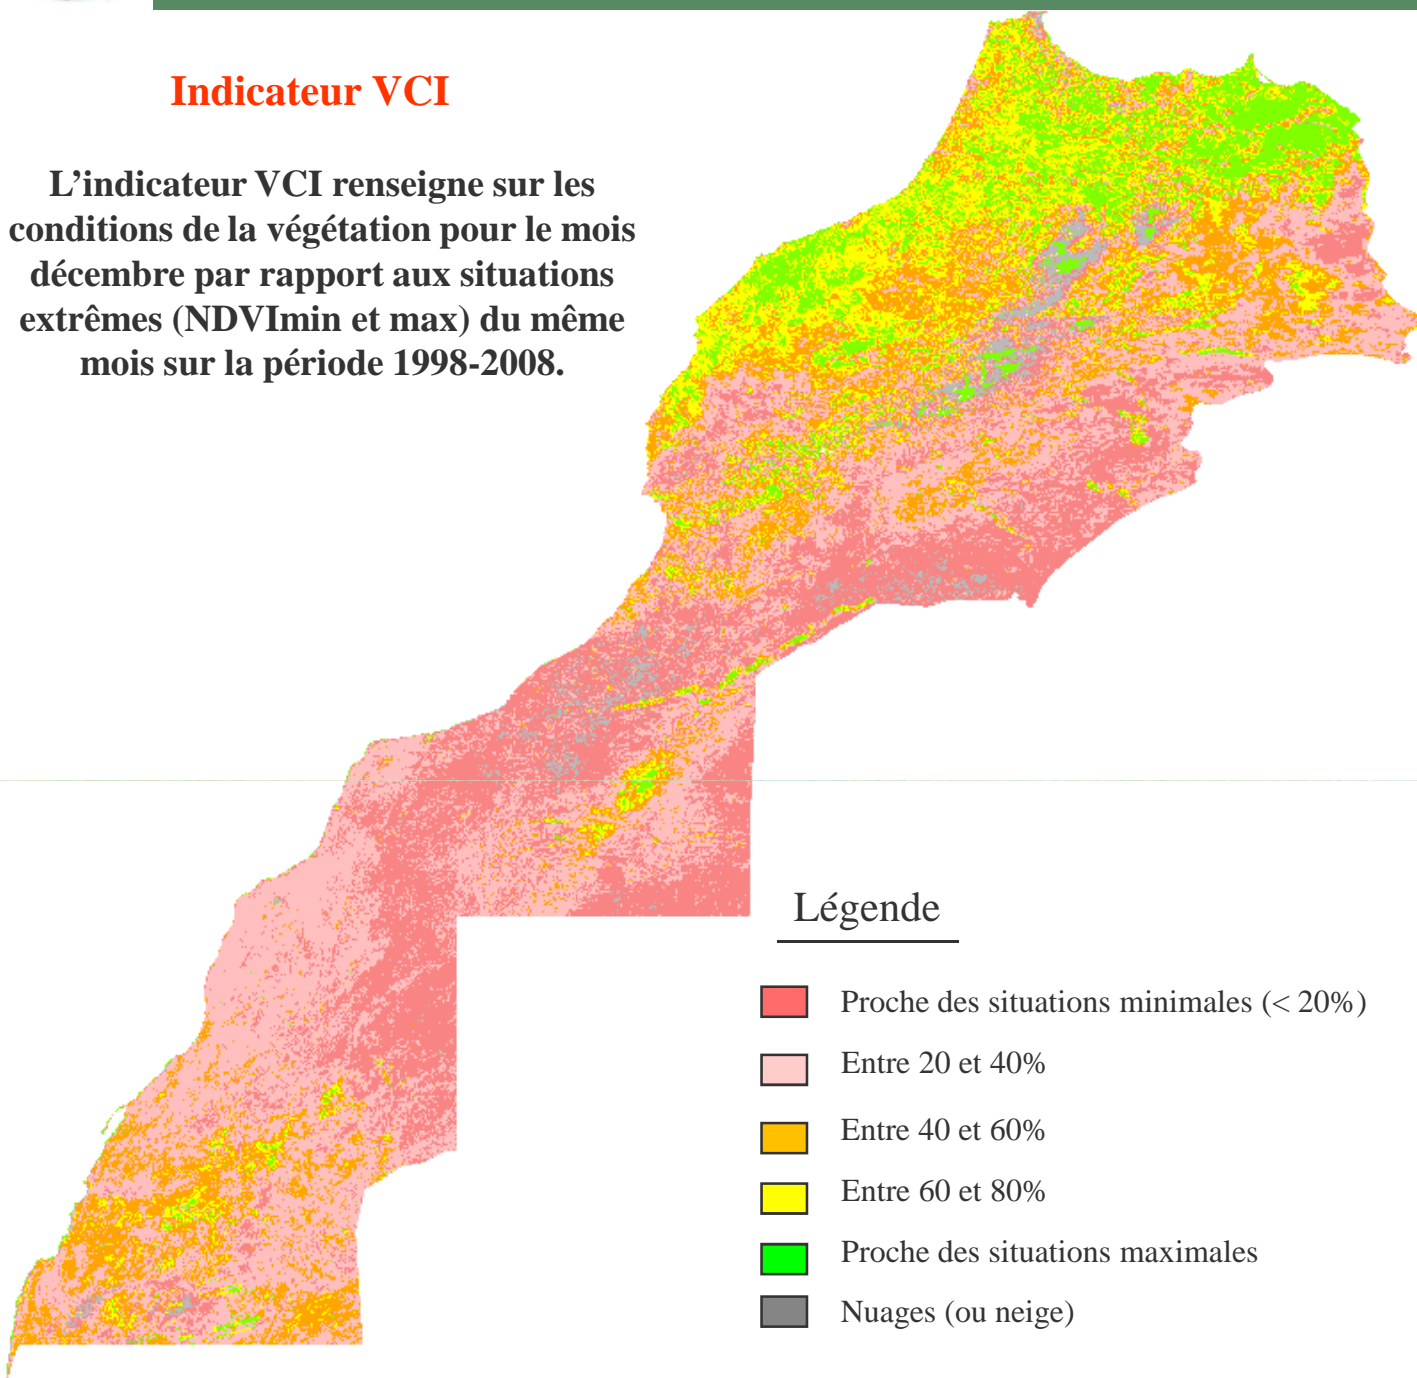 Indicateur VCI
L’indicateur VCI renseigne sur les
conditions de la végétation pour le mois
décembre par rapport aux situations
extrêmes (NDVImin et max) du même
mois sur la période 1998-2008.
Légende
Proche des situations minimales (< 20%)
Entre 20 et 40%
Entre 40 et 60%
Entre 60 et 80%
Proche des situations maximales
Nuages (ou neige)